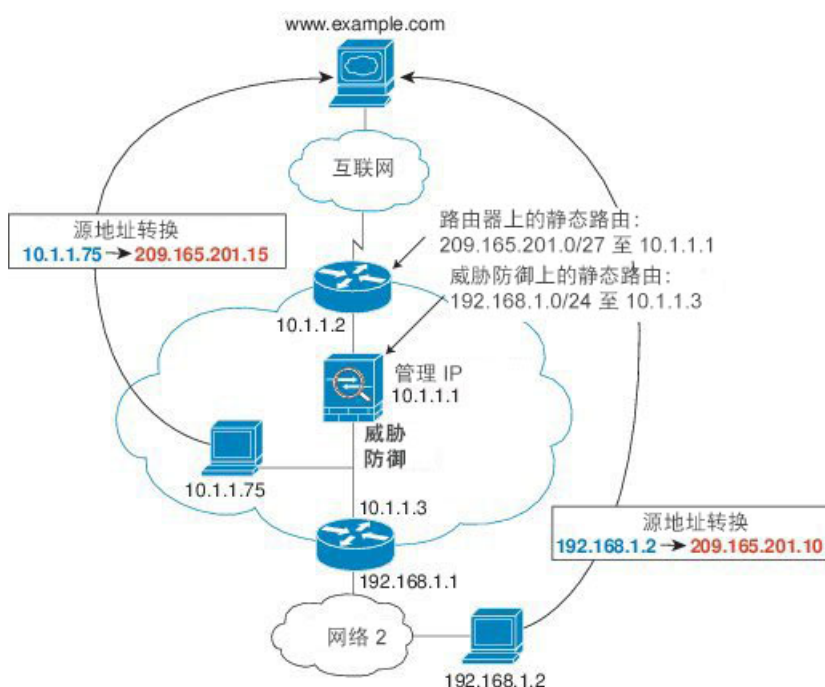 www.example.com
互联网
源地址转换
10.1.1.75 → 209.165.201.15
路由器上的静态路由:
209.165.201.0/27 至 10.1.1.1
威胁防御上的静态路由:
192.168.1.0/24 至 10.1.1.3
10.1.1.2
管理 IP
10.1.1.1
威胁
防御
10.1.1.75
10.1.1.3
源地址转换
192.168.1.2 → 209.165.201.10
192.168.1.1
网络 2
192.168.1.2